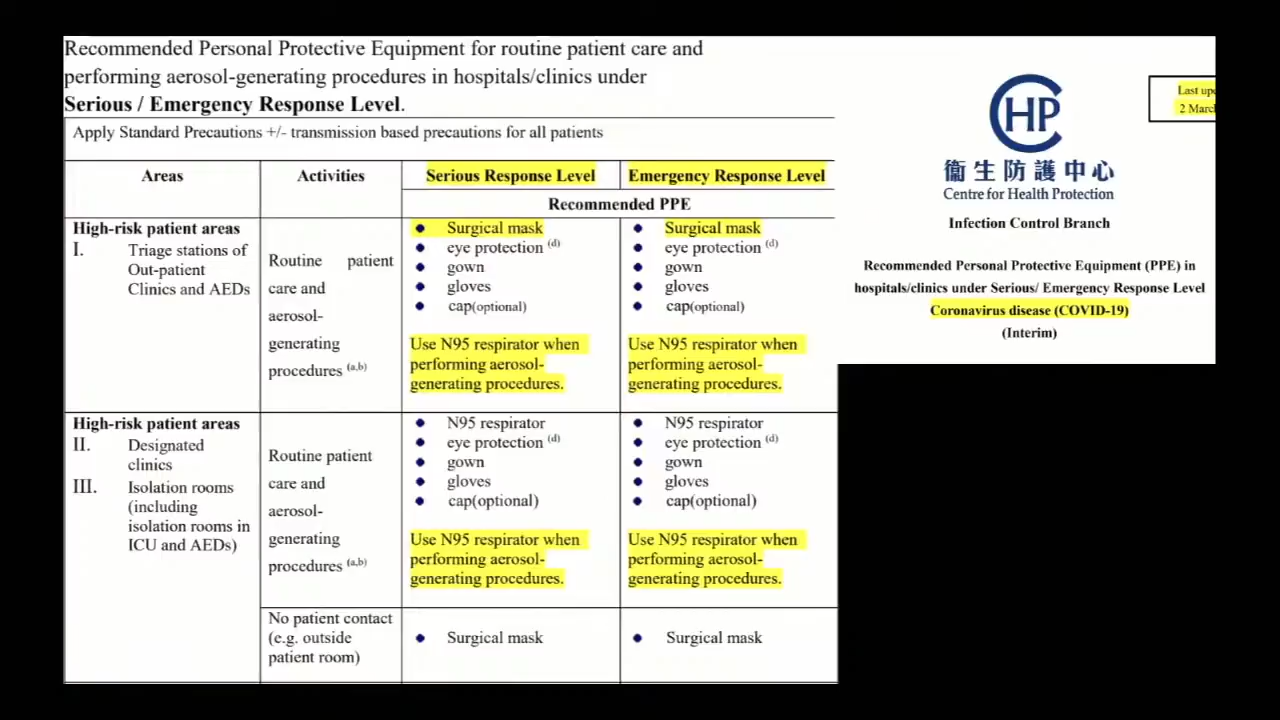 Recommended Personal Protective Equipment for routine patient care and
performing aerosol-generating procedures in hospitals/clinics under
Serious / Emergency Response Level.
Apply Standard Precautions +/- transmission based precautions for all patients
Areas
Activities
Serious Response Level
Emergency Response Level
Recommended PPE
High-risk patient areas
I. Triage stations of
Out-patient
Clinics and AEDs
Routine patient
care and
aerosol-
generating
procedures (a,b)
● Surgical mask
● eye protection (d)
● gown
● gloves
● cap(optional)
Use N95 respirator when
performing aerosol-
generating procedures.
● Surgical mask
● eye protection (d)
● gown
● gloves
● cap(optional)
Use N95 respirator when
performing aerosol-
generating procedures.
High-risk patient areas
II. Designated
clinics
III. Isolation rooms
(including
isolation rooms in
ICU and AEDs)
Routine patient
care and
aerosol-
generating
procedures (a,b)
● N95 respirator
● eye protection (d)
● gown
● gloves
● cap(optional)
Use N95 respirator when
performing aerosol-
generating procedures.
● N95 respirator
● eye protection (d)
● gown
● gloves
● cap(optional)
Use N95 respirator when
performing aerosol-
generating procedures.
No patient contact
(e.g. outside
patient room)
● Surgical mask
● Surgical mask
CHP
衞生防護中心
Centre for Health Protection
Last
2
Infection Control Branch
Recommended Personal Protective Equipment (PPE) in
hospitals/clinics under Serious/ Emergency Response Level
Coronavirus disease (COVID-19)
(Interim)